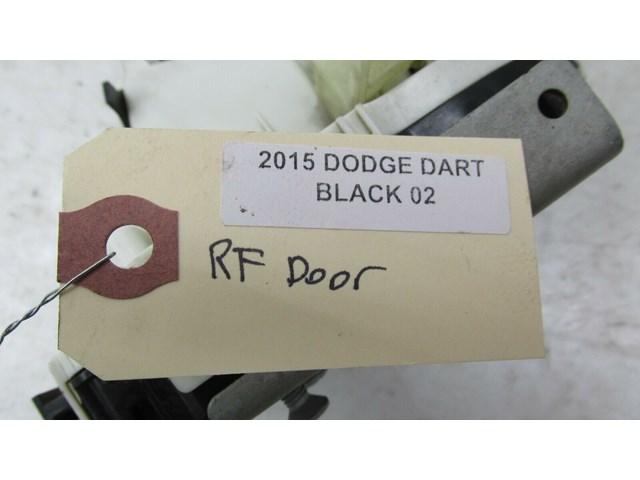 2015 DODGE DART
BLACK 02
RF Door